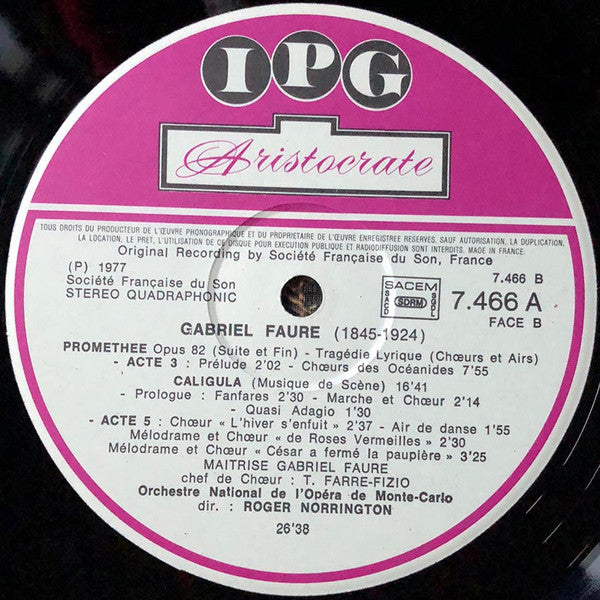 IPG
Aristocrate
TOUS DROITS DU PRODUCTEUR DE L'ŒUVRE PHONOGRAPHIQUE ET DU PROPRIETAIRE DE L'ŒUVRE ENREGISTREE RESERVES, SAUF AUTORISATION, LA DUPLICATION,
LA LOCATION, LE PRET, L'UTILISATION DE CE DISQUE POUR EXECUTION PUBLIQUE ET RADIODIFFUSION SONT INTERDITS. MADE IN FRANCE.
Original Recording by Société Française du Son, France
(P) 1977
Société Française du Son
STEREO QUADRAPHONIC
SACEM
SACD
SDRM
SGDL
7.466 B
7.466 A
FACE B
GABRIEL FAURE (1845-1924)
PROMETHEE Opus 82 (Suite et Fin) - Tragédie Lyrique (Chœurs et Airs)
- ACTE 3 : Prélude 2'02 - Chœurs des Océanides 7'55
CALIGULA (Musique de Scène) 16'41
- Prologue : Fanfares 2'30 - Marche et Chœur 2'14
- Quasi Adagio 1'30
- ACTE 5 : Chœur « L'hiver s'enfuit » 2'37 - Air de danse 1'55
Mélodrame et Chœur « de Roses Vermeilles » 2'30
Mélodrame et Chœur « César a fermé la paupière » 3'25
MAITRISE GABRIEL FAURE
chef de Chœur : T. FARRE-FIZIO
Orchestre National de l'Opéra de Monte-Carlo
dir. : ROGER NORRINGTON
26'38